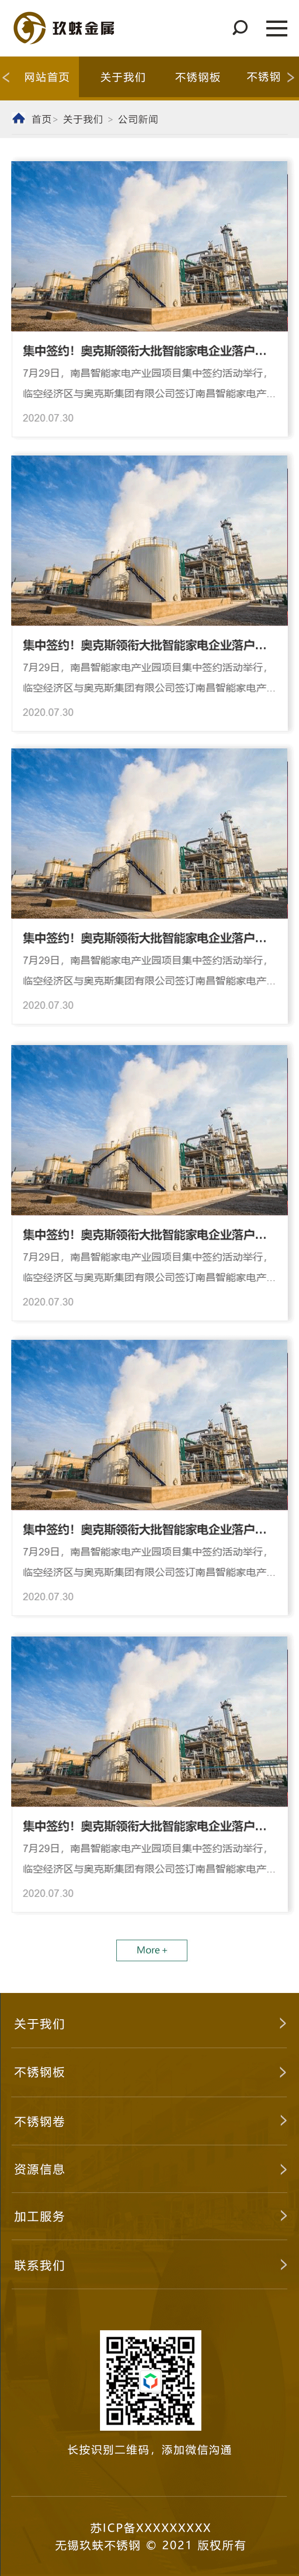 玖蚨金属
网站首页 关于我们 不锈钢板 不锈钢
首页> 关于我们 > 公司新闻
集中签约！奥克斯领衔大批智能家电企业落户...
7月29日，南昌智能家电产业园项目集中签约活动举行，
临空经济区与奥克斯集团有限公司签订南昌智能家电产...
2020.07.30
集中签约！奥克斯领衔大批智能家电企业落户...
7月29日，南昌智能家电产业园项目集中签约活动举行，
临空经济区与奥克斯集团有限公司签订南昌智能家电产...
2020.07.30
集中签约！奥克斯领衔大批智能家电企业落户...
7月29日，南昌智能家电产业园项目集中签约活动举行，
临空经济区与奥克斯集团有限公司签订南昌智能家电产...
2020.07.30
集中签约！奥克斯领衔大批智能家电企业落户...
7月29日，南昌智能家电产业园项目集中签约活动举行，
临空经济区与奥克斯集团有限公司签订南昌智能家电产...
2020.07.30
集中签约！奥克斯领衔大批智能家电企业落户...
7月29日，南昌智能家电产业园项目集中签约活动举行，
临空经济区与奥克斯集团有限公司签订南昌智能家电产...
2020.07.30
集中签约！奥克斯领衔大批智能家电企业落户...
7月29日，南昌智能家电产业园项目集中签约活动举行，
临空经济区与奥克斯集团有限公司签订南昌智能家电产...
2020.07.30
More +
关于我们
不锈钢板
不锈钢卷
资源信息
加工服务
联系我们
长按识别二维码，添加微信沟通
苏ICP备XXXXXXXXX
无锡玖蚨不锈钢 © 2021 版权所有